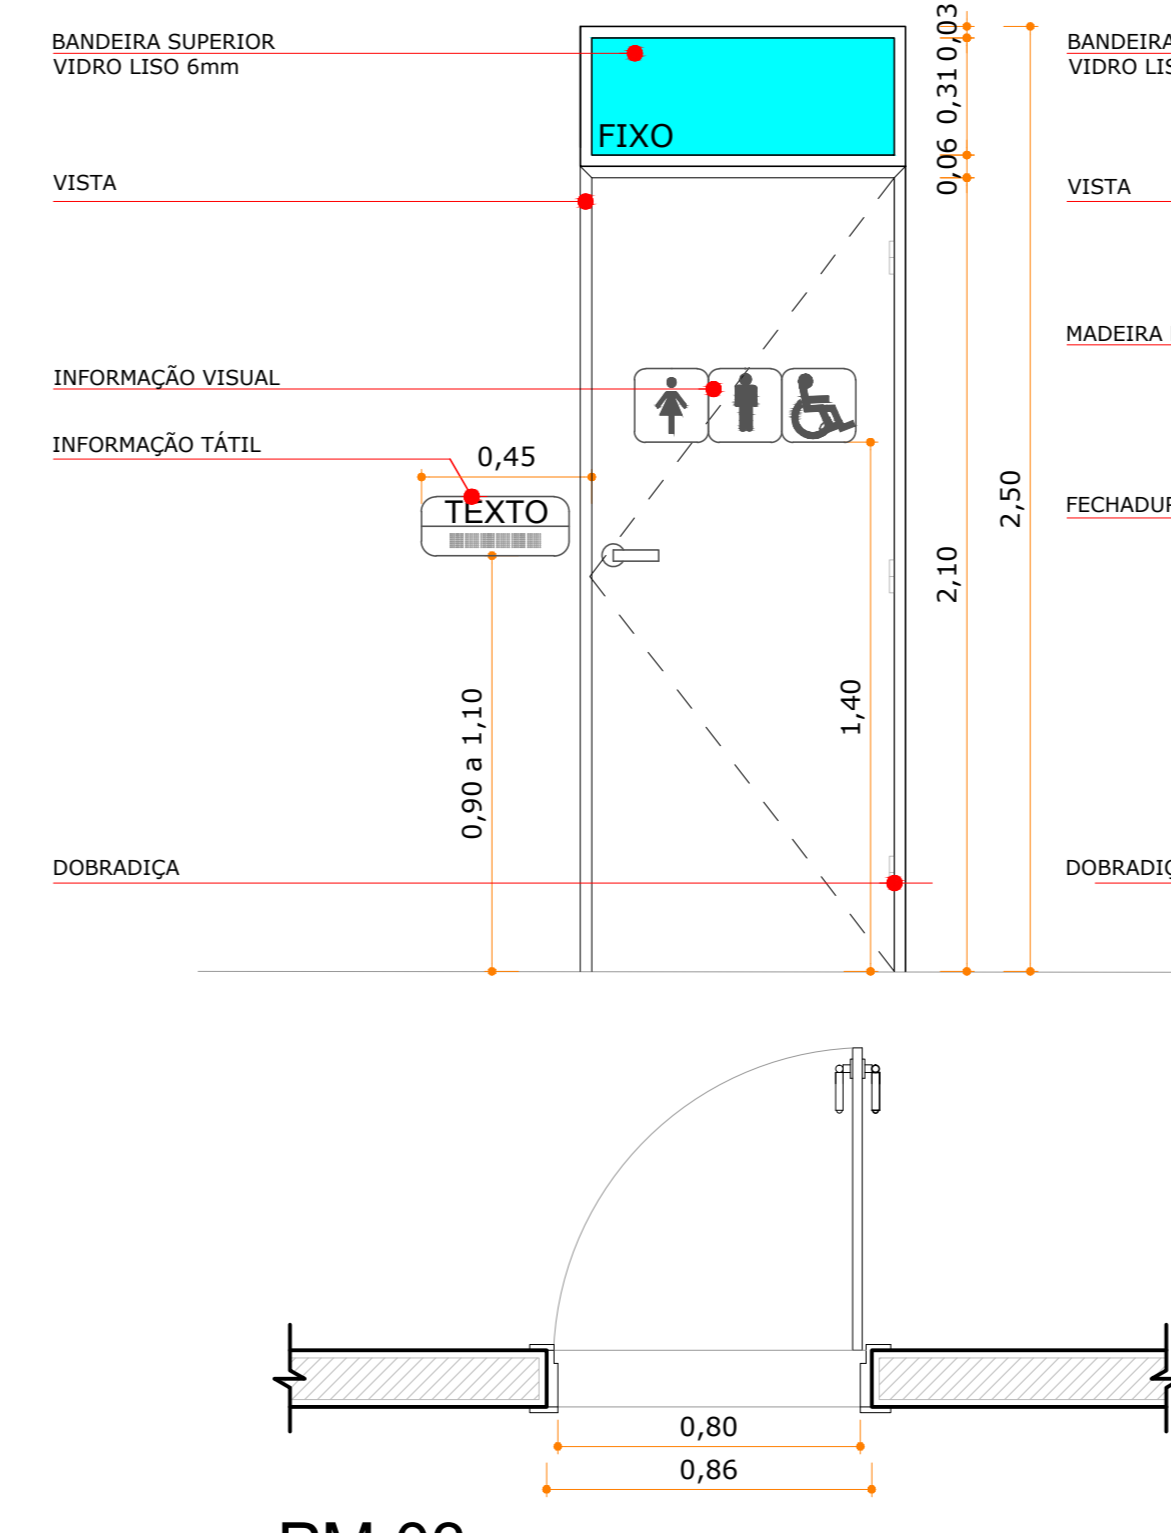 BANDEIRA SUPERIOR
VIDRO LISO 6mm
VISTA
INFORMAÇÃO VISUAL
INFORMAÇÃO TÁTIL
DOBRADIÇA
FIXO
0,45
TEXTO
0,90 a 1,10
1,40
0,03
0,31
0,06
2,10
2,50
VISTA
MADEIRA
0,80
0,86